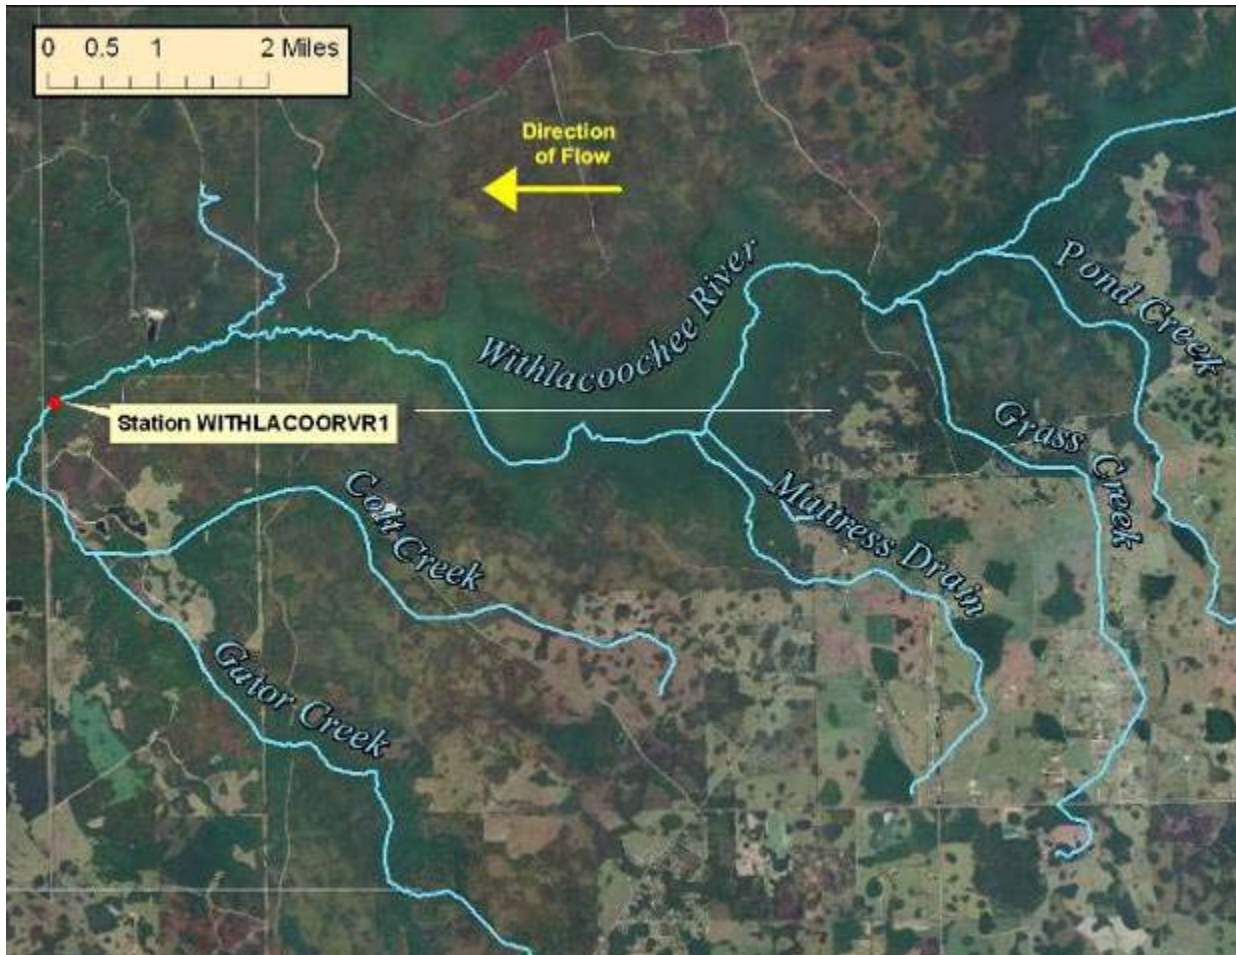 0 0.5 1 2 Miles
Direction
of Flow
Pond Creek
Withlacoochee River
Station WITHLACOORVR1
Grass Creek
Colt Creek
Mattress Drain
Gator Creek